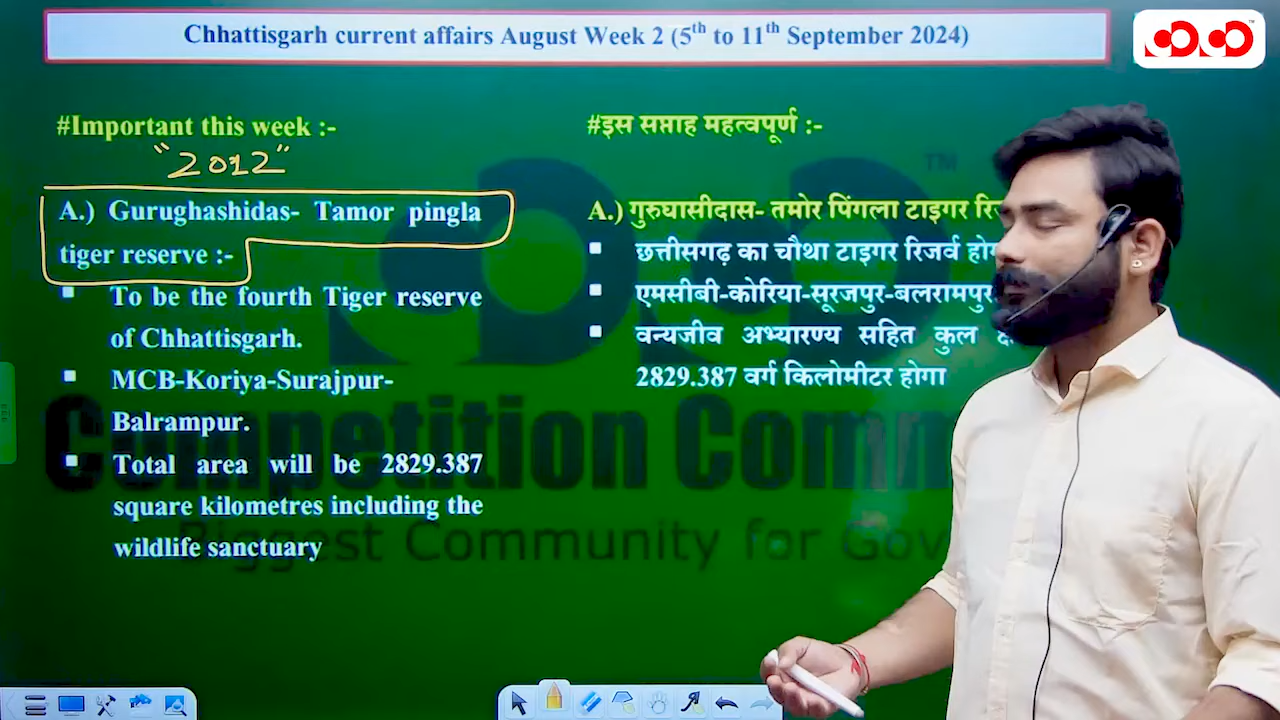 Chhattisgarh current affairs August Week 2 (5th to 11th September 2024)
#Important this week :-
"2012"
A.) Gurughashidas- Tamor pingla
tiger reserve :-
To be the fourth Tiger reserve
of Chhattisgarh.
MCB-Koriya-Surajpur-
Balrampur.
Total area will be 2829.387
square kilometres including the
wildlife sanctuary
#इस सप्ताह महत्वपूर्ण :-
A.) गुरुघासीदास- तमोर पिंगला टाइगर
छत्तीसगढ़ का चौथा टाइगर रिजर्व
एमसीबी-कोरिया-सूरजपुर-बलरामपुर
वन्यजीव अभ्यारण्य सहित कुल
2829.387 वर्ग किलोमीटर होगा
Competition
Biggest Community for
TM